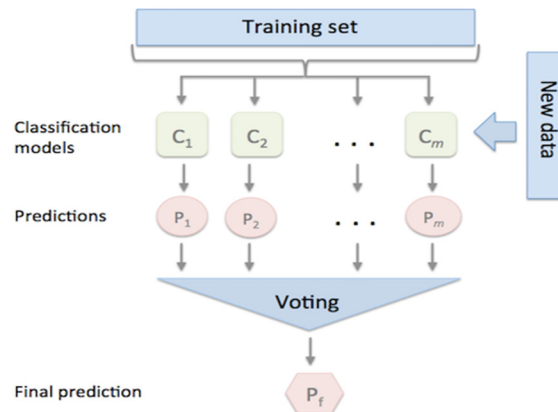 Training set
New data
Classification
models
C1
C2
. . .
Cm
Predictions
P1
P2
. . .
Pm
Voting
Final prediction
Pf